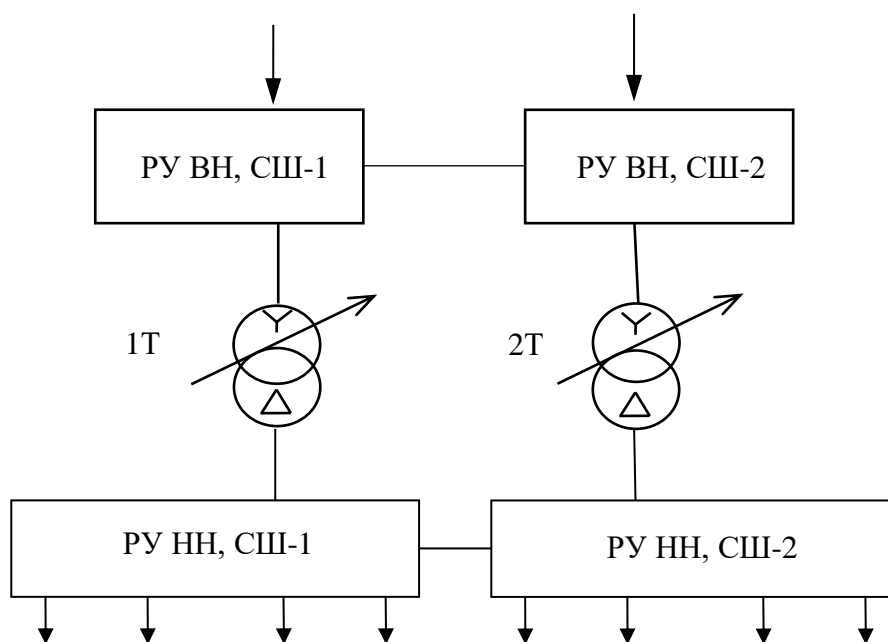 РУ ВН, СШ-1
РУ ВН, СШ-2
1Т
2Т
РУ НН, СШ-1
РУ НН, СШ-2